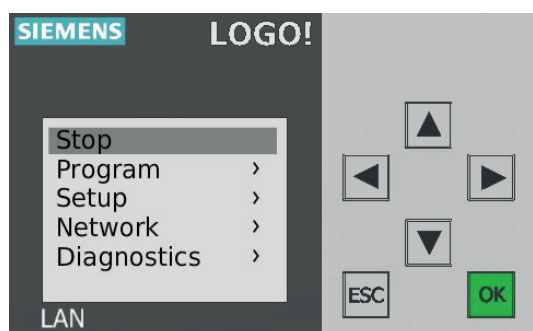 SIEMENS LOGO!
Stop
Program >
Setup >
Network >
Diagnostics >
LAN
ESC OK